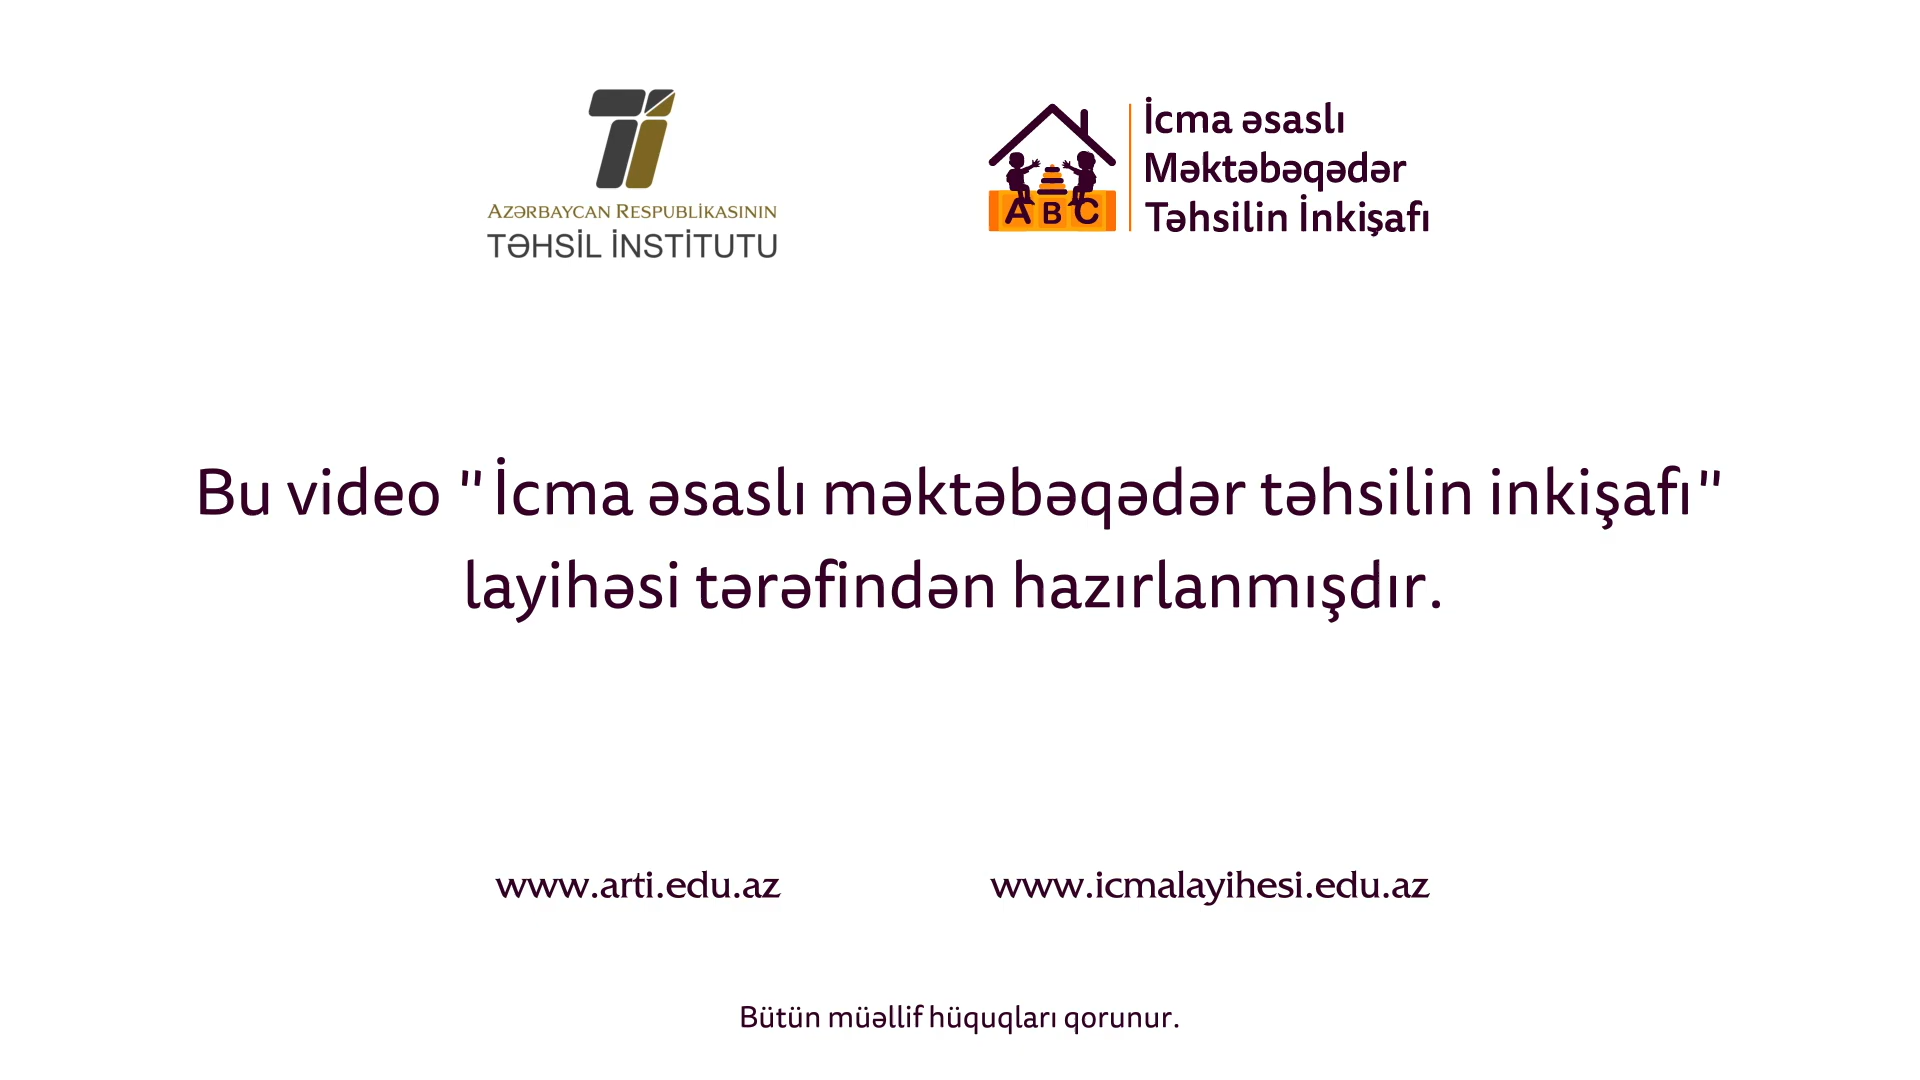 AZƏRBAYCAN RESPUBLİKASININ
TƏHSİL İNSTİTUTU
İcma əsaslı
Məktəbəqədər
Təhsilin İnkişafı
A B C
Bu video "İcma əsaslı məktəbəqədər təhsilin inkişafı"
layihəsi tərəfindən hazırlanmışdır.
www.arti.edu.az
www.icmalayihesi.edu.az
Bütün müəllif hüquqları qorunur.